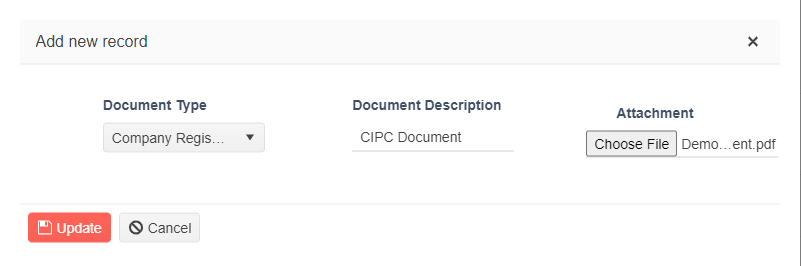 Add new record
Document Type
Document Description
Attachment
Company Regis...
CIPC Document
Choose File Demo...ent.pdf
Update
Cancel